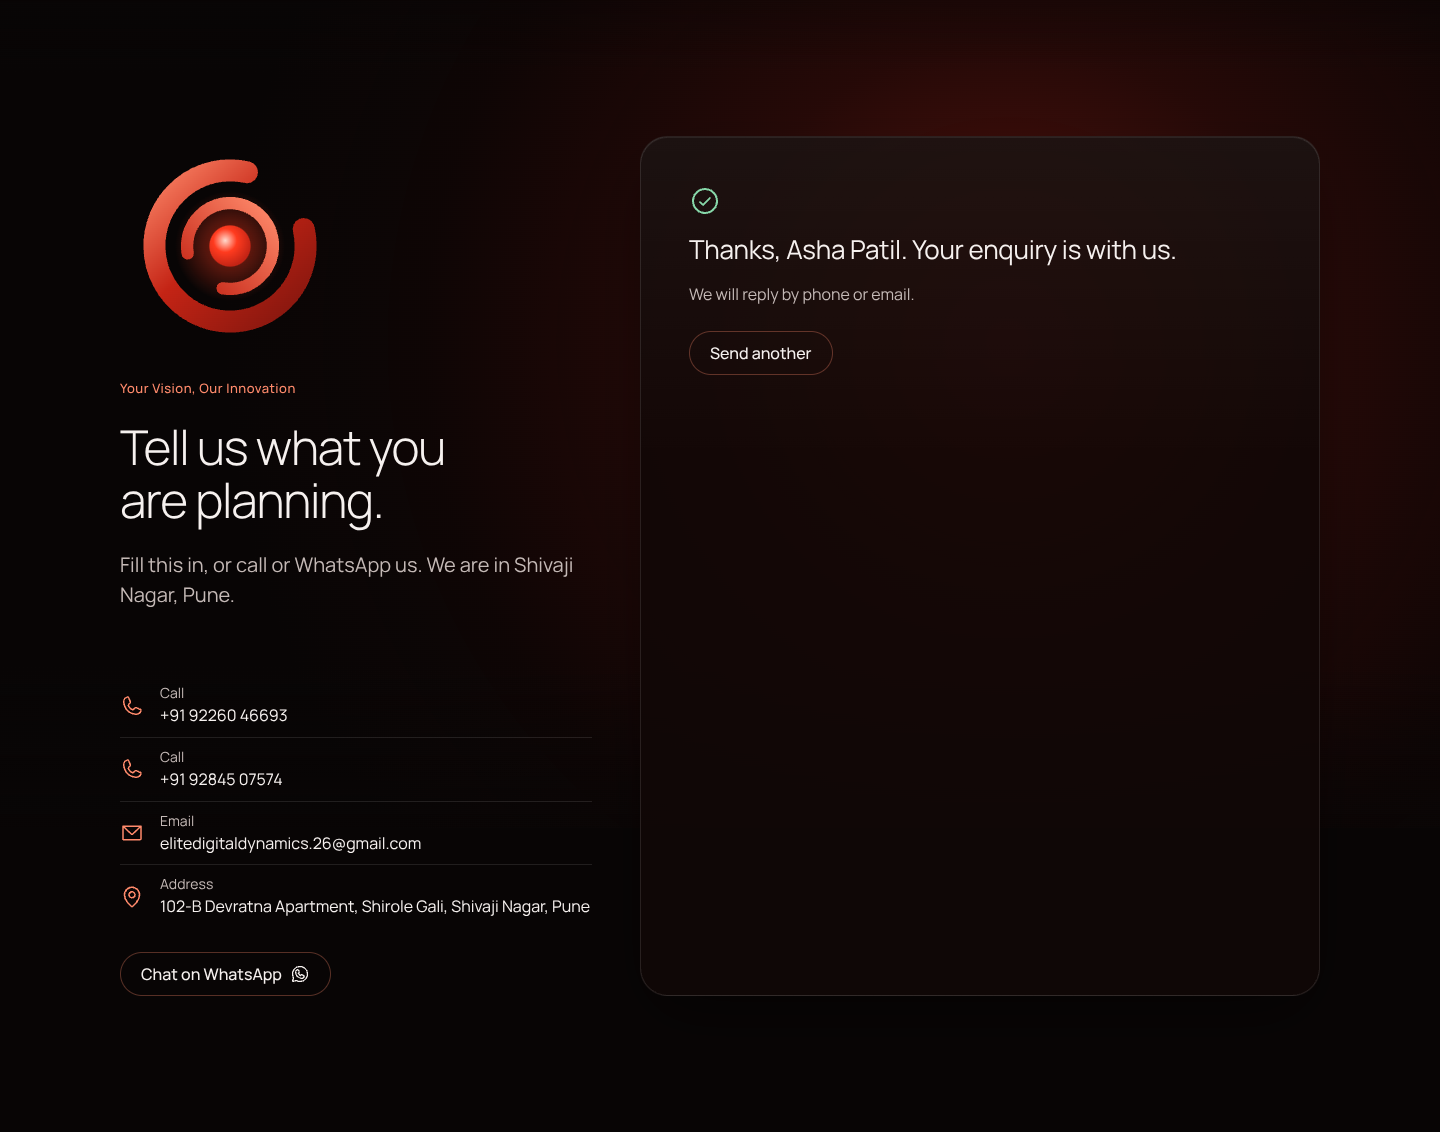 Your Vision, Our Innovation
Tell us what you
are planning.
Fill this in, or call or WhatsApp us. We are in Shivaji
Nagar, Pune.
Call
+91 92260 46693
Call
+91 92845 07574
Email
elitedigitaldynamics.26@gmail.com
Address
102-B Devratna Apartment, Shirole Gali, Shivaji Nagar, Pune
Chat on WhatsApp
Thanks, Asha Patil. Your enquiry is with us.
We will reply by phone or email.
Send another